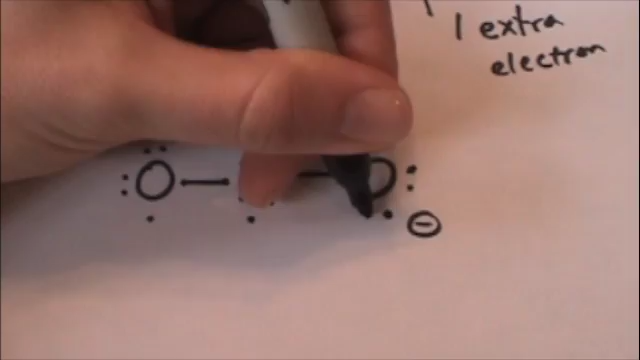 1 extra
electron
:O — O: ⊖